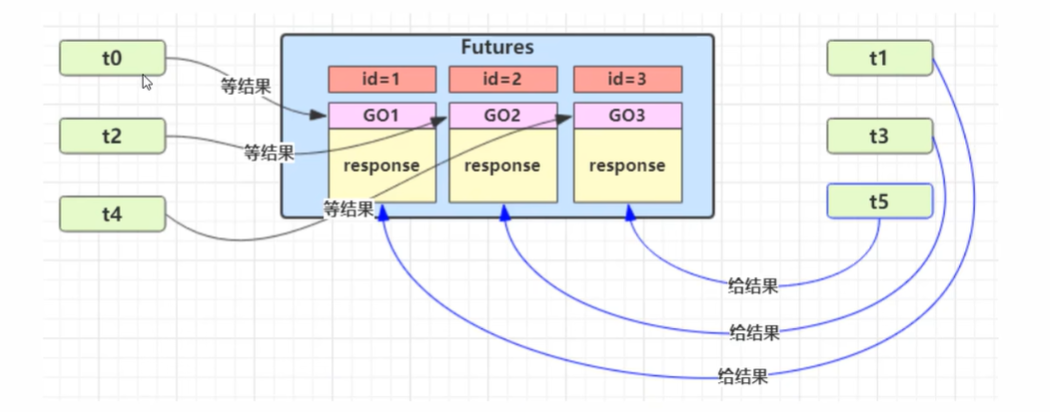 Futures
t0
t1
id=1
id=2
id=3
等结果
GO1
GO2
GO3
t2
t3
等结果
response
response
response
t4
等结果
t5
给结果
给结果
给结果